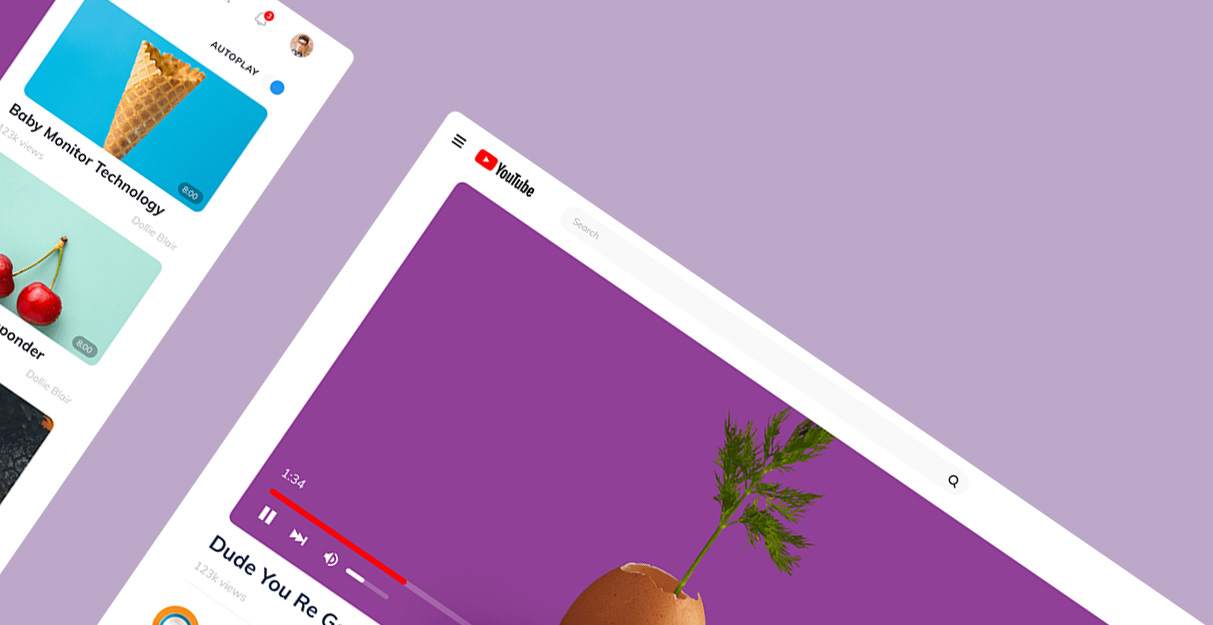 3
AUTOPLAY
8:00
Baby Monitor Technology
123k views
Dollie Blair
8:00
Dollie Blair
YouTube
Search
1:34
Dude You Re
123k views